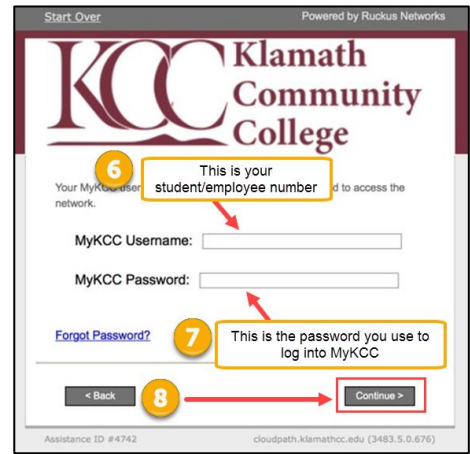 Start Over Powered by Ruckus Networks
KCC Klamath
Community
College
6 This is your
student/employee number
Your MyKCC user d to access the
network.
MyKCC Username:
MyKCC Password:
Forgot Password?
7 This is the password you use to
log into MyKCC
< Back 8 Continue >
Assistance ID #4742 cloudpath.klamathcc.edu (3483.5.0.676)